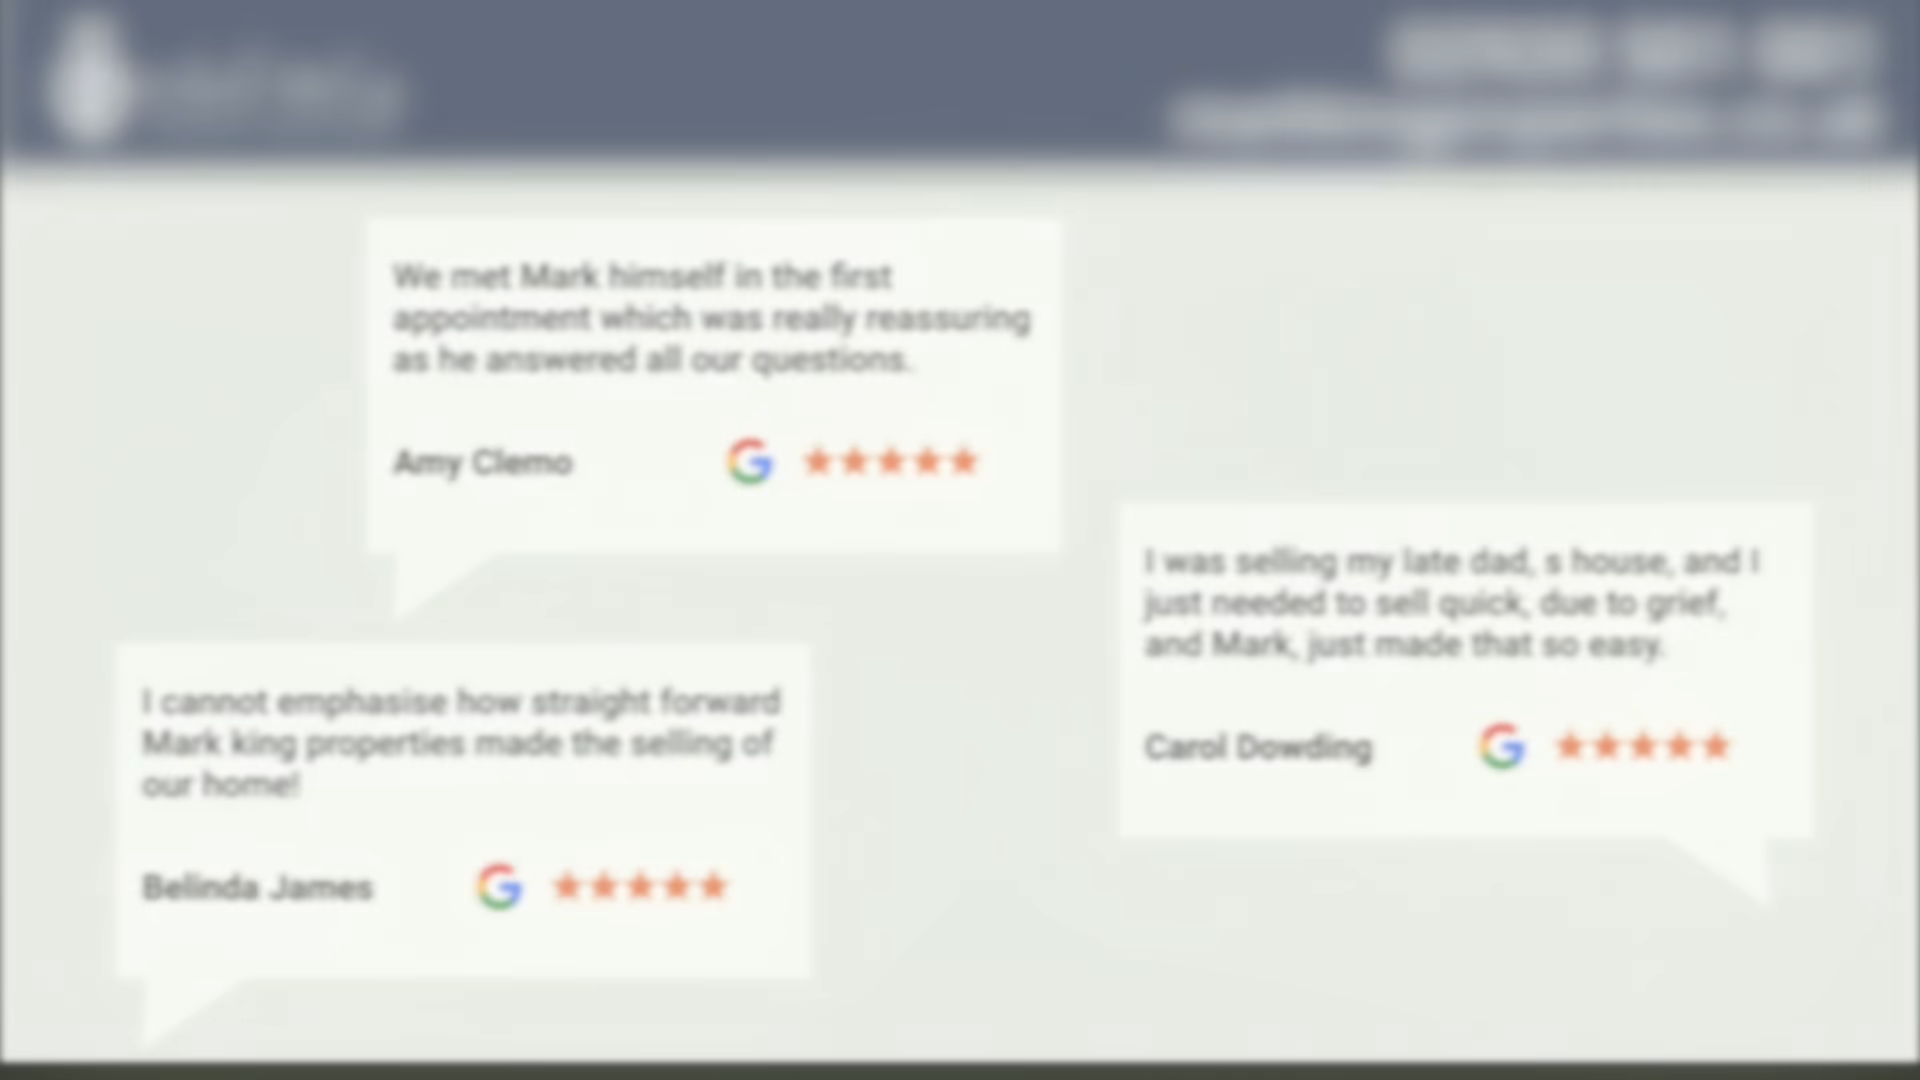 We met Mark himself in the first
appointment which was really reassuring
as he answered all our questions.
Amy Clemo
I was selling my late dad, s house, and I
just needed to sell quick, due to grief,
and Mark, just made that so easy.
Carol Dowding
I cannot emphasise how straight forward
Mark king properties made the selling of
our home!
Belinda James